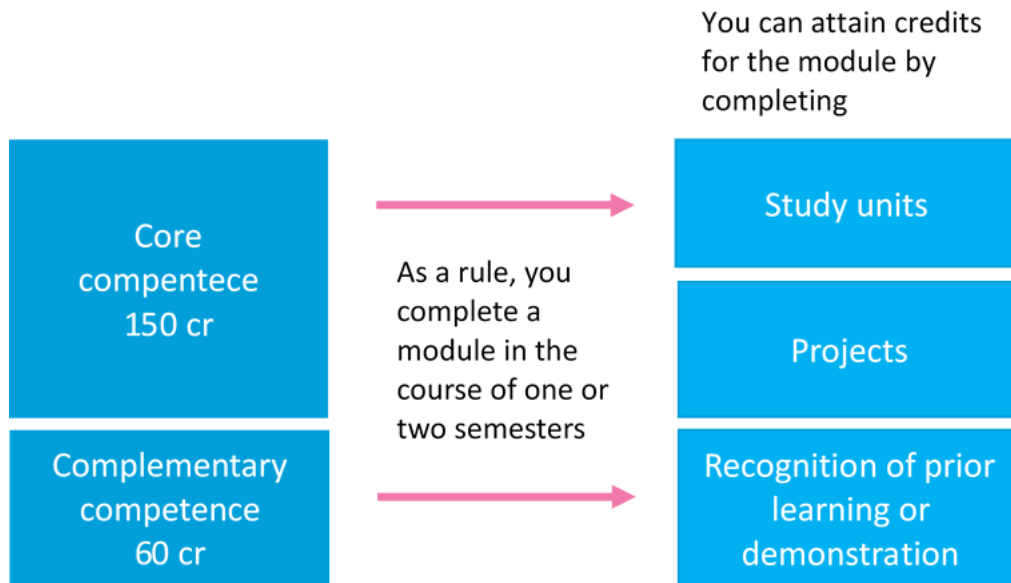 You can attain credits
for the module by
completing
Core
compentece
150 cr
Complementary
competence
60 cr
As a rule, you
complete a
module in the
course of one or
two semesters
Study units
Projects
Recognition of prior
learning or
demonstration